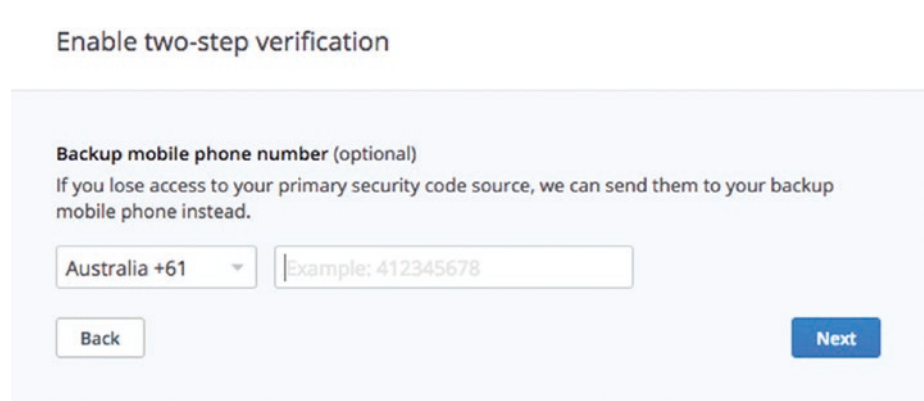 Enable two-step verification
Backup mobile phone number (optional)
If you lose access to your primary security code source, we can send them to your backup
mobile phone instead.
Australia +61
Example: 412345678
Back
Next